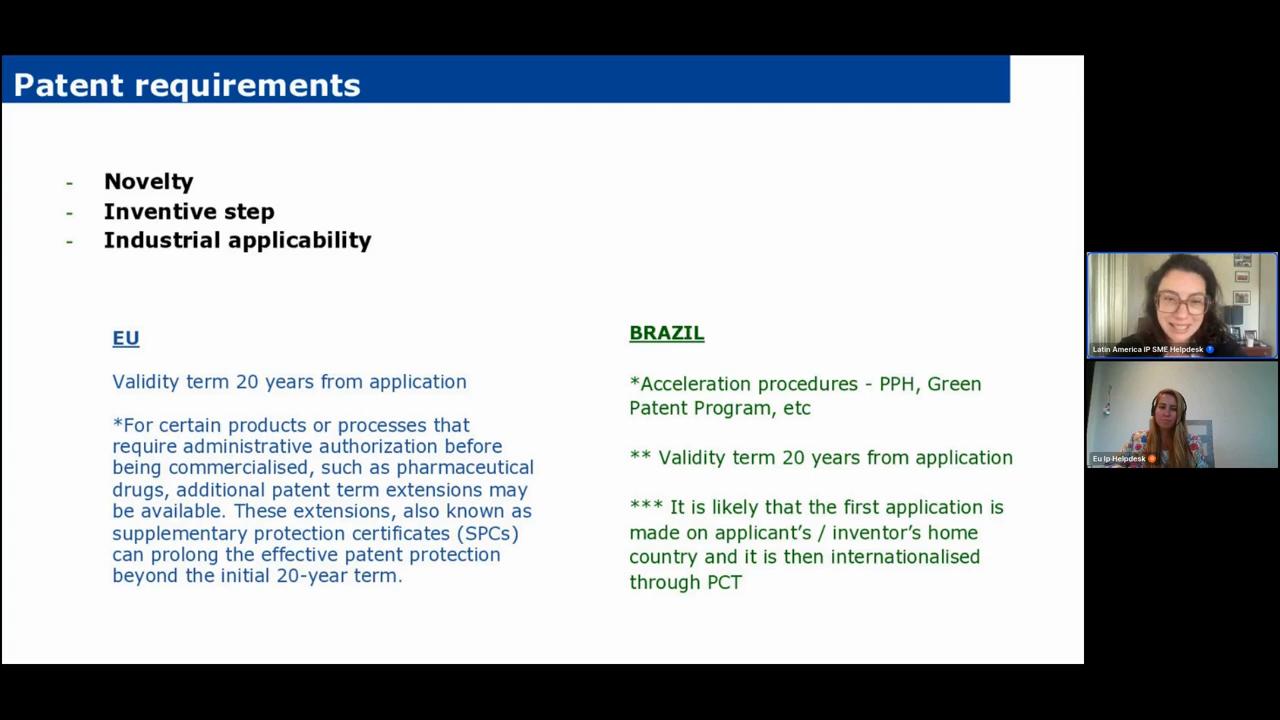 Patent requirements
- Novelty
- Inventive step
- Industrial applicability
EU
Validity term 20 years from application
*For certain products or processes that
require administrative authorization before
being commercialised, such as pharmaceutical
drugs, additional patent term extensions may
be available. These extensions, also known as
supplementary protection certificates (SPCs)
can prolong the effective patent protection
beyond the initial 20-year term.
BRAZIL
*Acceleration procedures - PPH, Green
Patent Program, etc
** Validity term 20 years from application
*** It is likely that the first application is
made on applicant’s / inventor’s home
country and it is then internationalised
through PCT
Latin America IP SME Helpdesk
Eu Ip Helpdesk